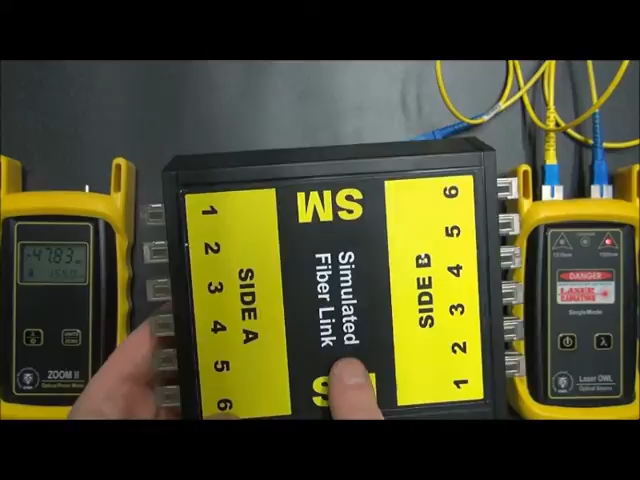 -47.83
ZOOM II
Optical Power Meter
1
2
3
4
5
6
SIDE A
SM
Simulated
Fiber Link
SIDE B
6
5
4
3
2
1
DANGER
LASER
RADIATION
SingleMode
λ
Laser OWL
Optical Source